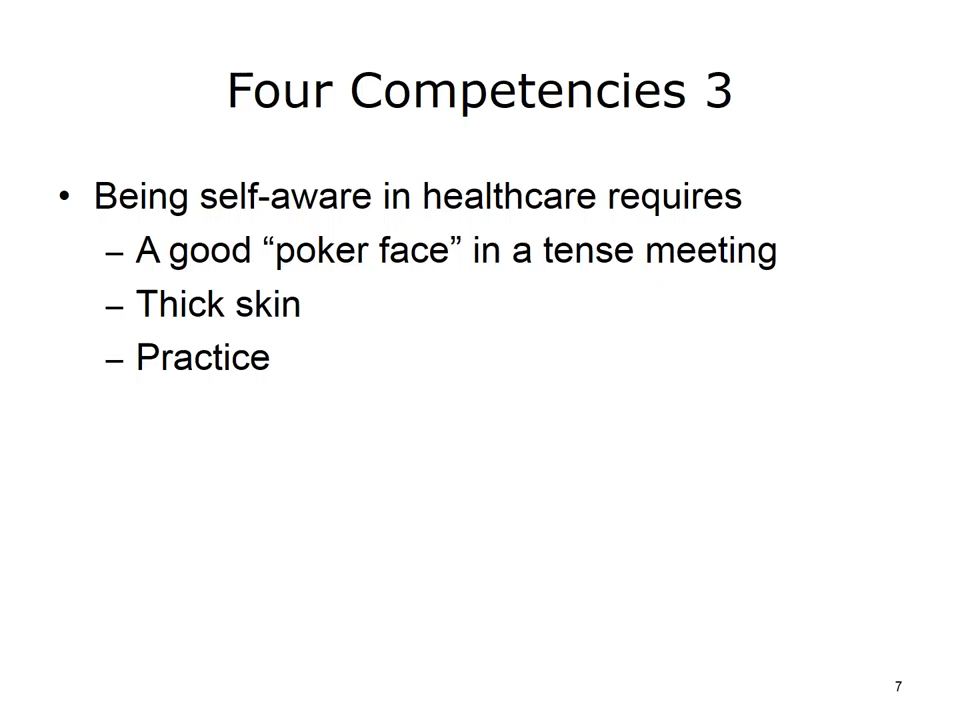 Four Competencies 3
• Being self-aware in healthcare requires
– A good “poker face” in a tense meeting
– Thick skin
– Practice
7